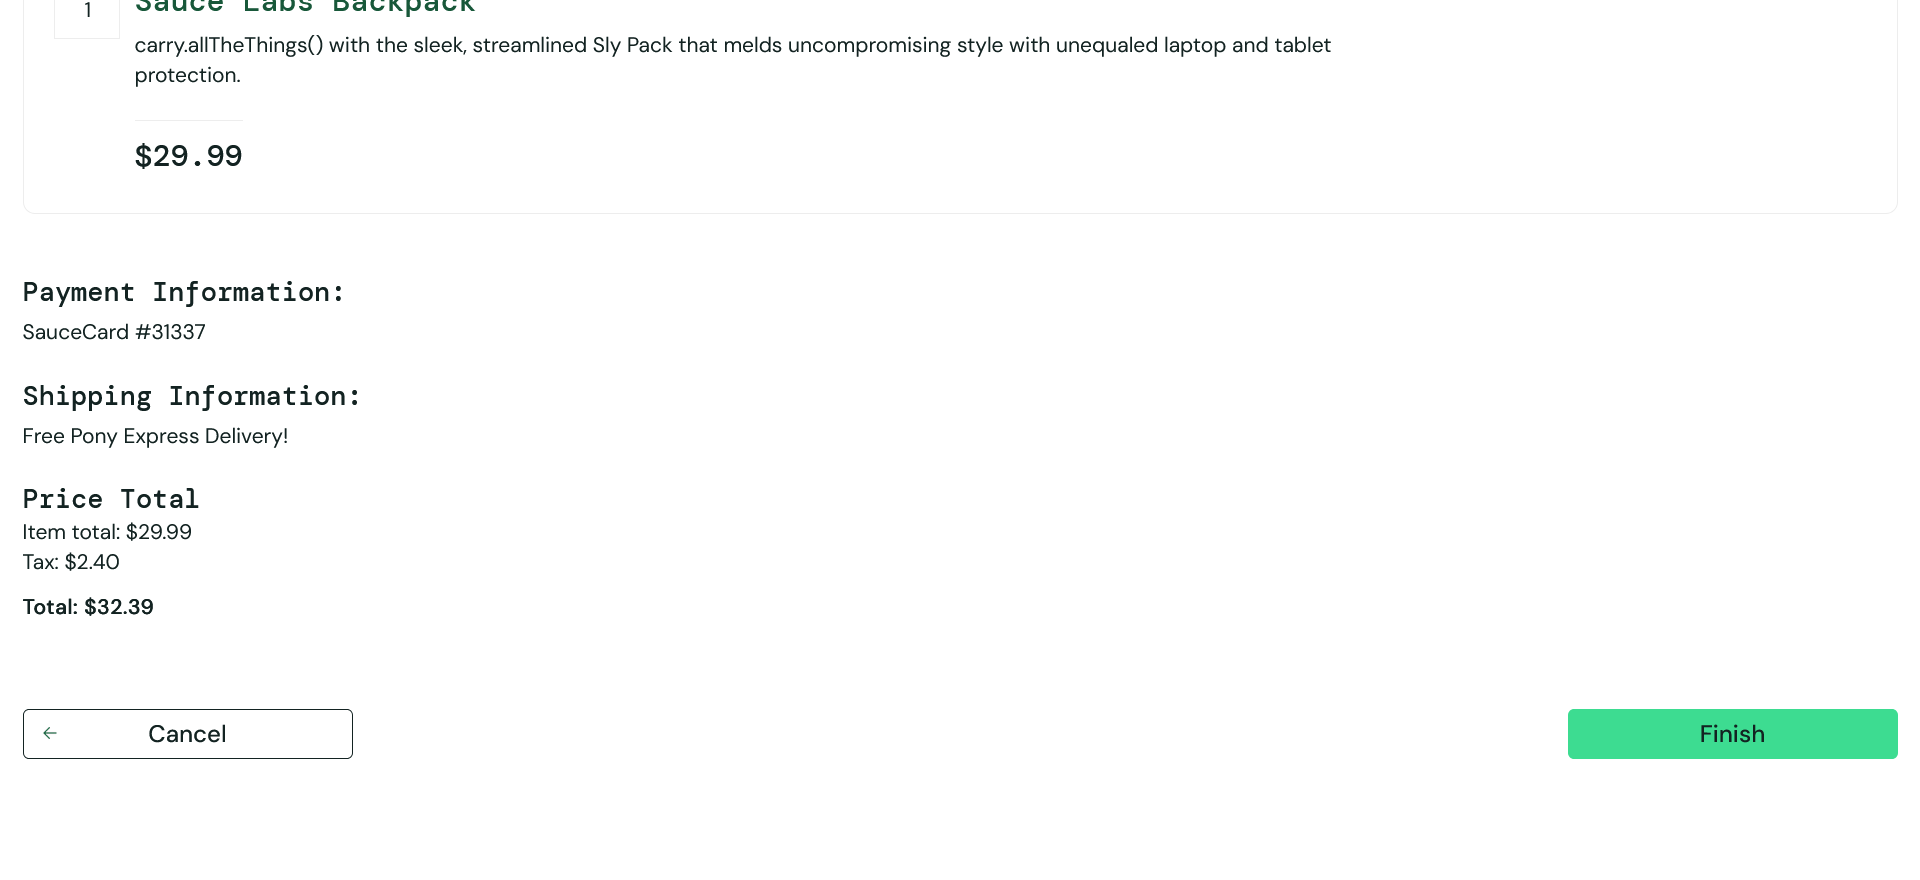 1
Sauce Labs Backpack
carry.allTheThings() with the sleek, streamlined Sly Pack that melds uncompromising style with unequaled laptop and tablet
protection.
$29.99
Payment Information:
SauceCard #31337
Shipping Information:
Free Pony Express Delivery!
Price Total
Item total: $29.99
Tax: $2.40
Total: $32.39
Cancel
Finish